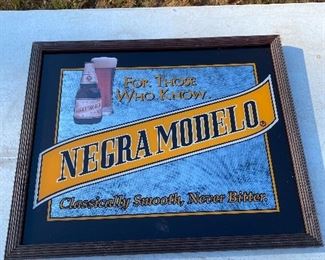 For Those
Who Know.
NEGRA MODELO®
Classically Smooth, Never Bitter.